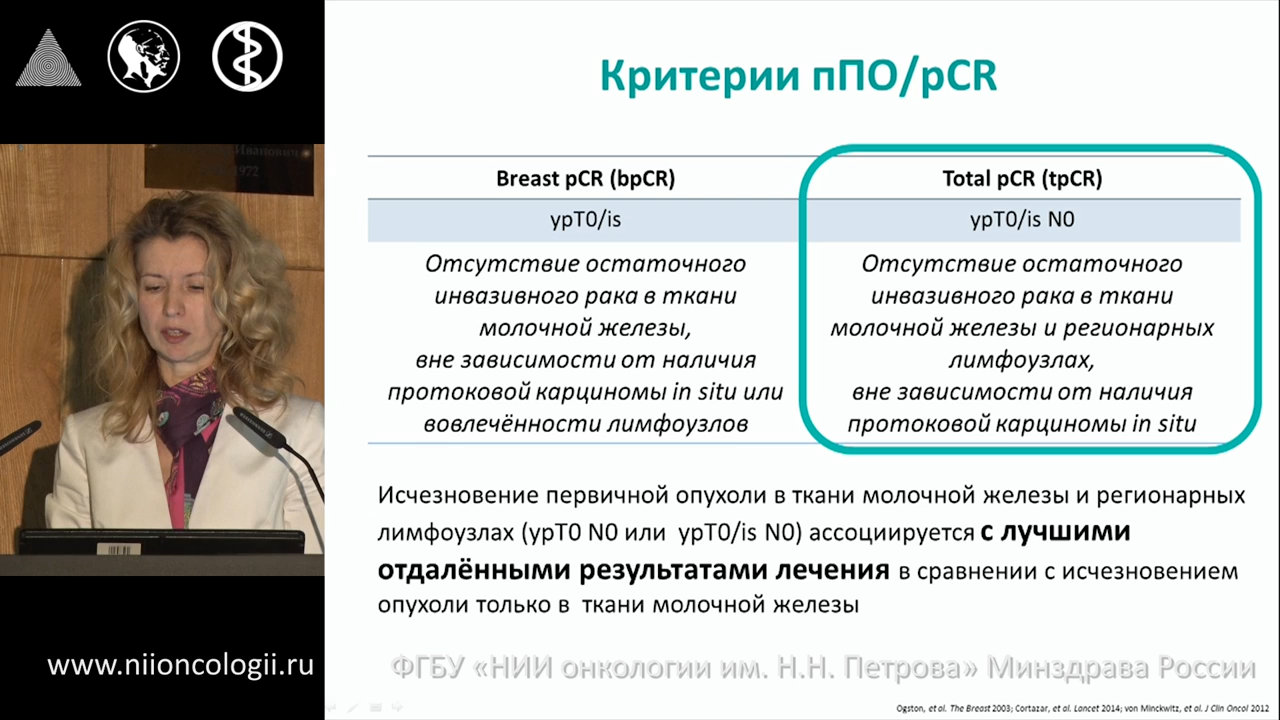 Критерии пПО/pCR
Breast pCR (bpCR)
Total pCR (tpCR)
ypT0/is
ypT0/is N0
Отсутствие остаточного
инвазивного рака в ткани
молочной железы,
вне зависимости от наличия
протоковой карциномы in situ или
вовлечённости лимфоузлов
Отсутствие остаточного
инвазивного рака в ткани
молочной железы и регионарных
лимфоузлах,
вне зависимости от наличия
протоковой карциномы in situ
Исчезновение первичной опухоли в ткани молочной железы и регионарных
лимфоузлах (ypT0 N0 или ypT0/is N0) ассоциируется с лучшими
отдалёнными результатами лечения в сравнении с исчезновением
опухоли только в ткани молочной железы
ФГБУ «НИИ онкологии им. Н.Н. Петрова» Минздрава России
Ogston, et al. The Breast 2003; Cortazar, et al. Lancet 2014; von Minckwitz, et al. J Clin Oncol 2012
Иванович
1972
www.niioncologii.ru